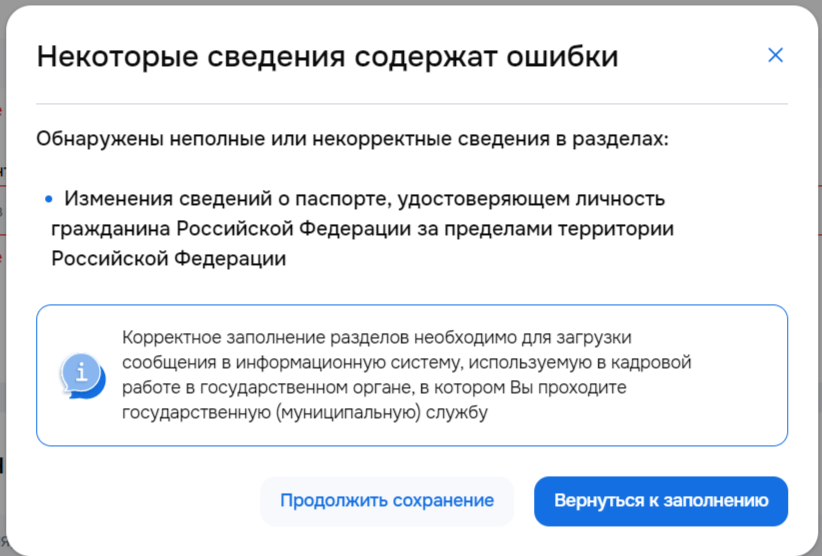 Некоторые сведения содержат ошибки
Обнаружены неполные или некорректные сведения в разделах:
Изменения сведений о паспорте, удостоверяющем личность
гражданина Российской Федерации за пределами территории
Российской Федерации
Корректное заполнение разделов необходимо для загрузки
сообщения в информационную систему, используемую в кадровой
работе в государственном органе, в котором Вы проходите
государственную (муниципальную) службу
Продолжить сохранение
Вернуться к заполнению